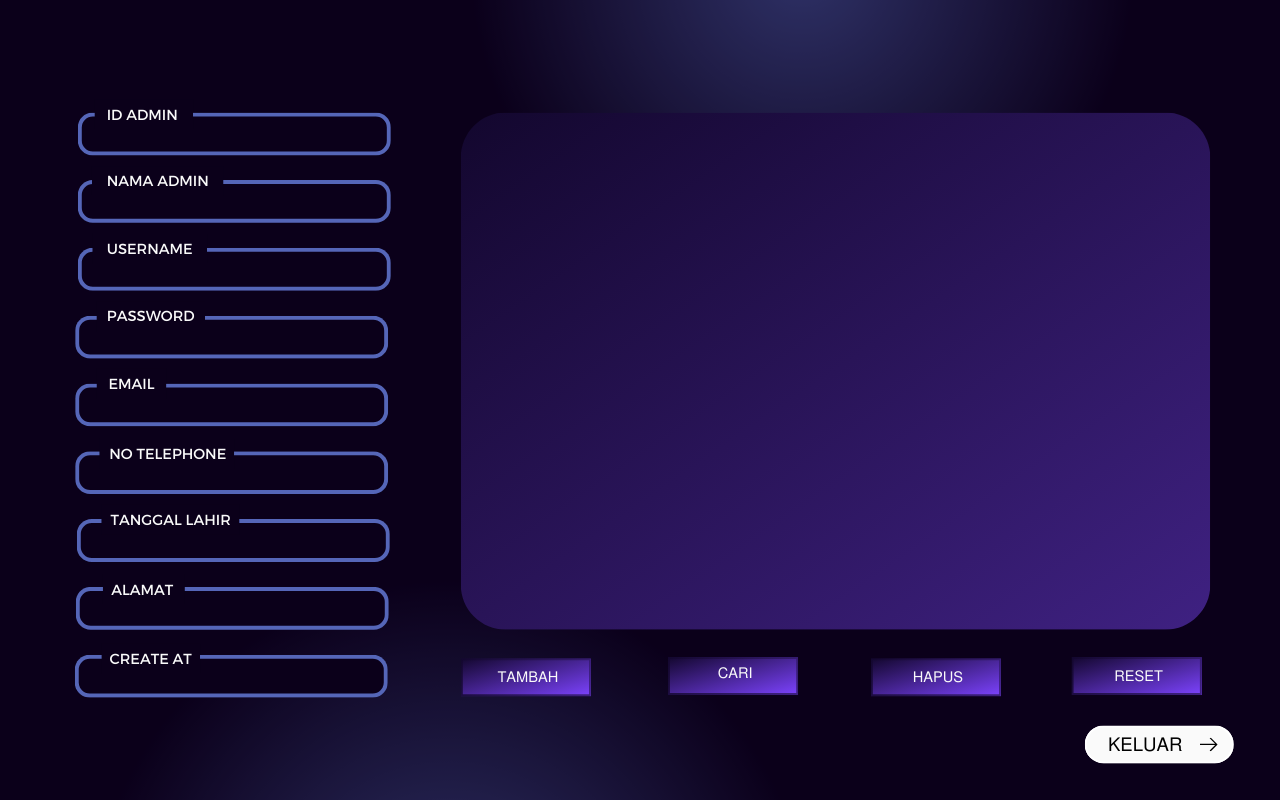 ID ADMIN
NAMA ADMIN
USERNAME
PASSWORD
EMAIL
NO TELEPHONE
TANGGAL LAHIR
ALAMAT
CREATE AT
TAMBAH
CARI
HAPUS
RESET
KELUAR